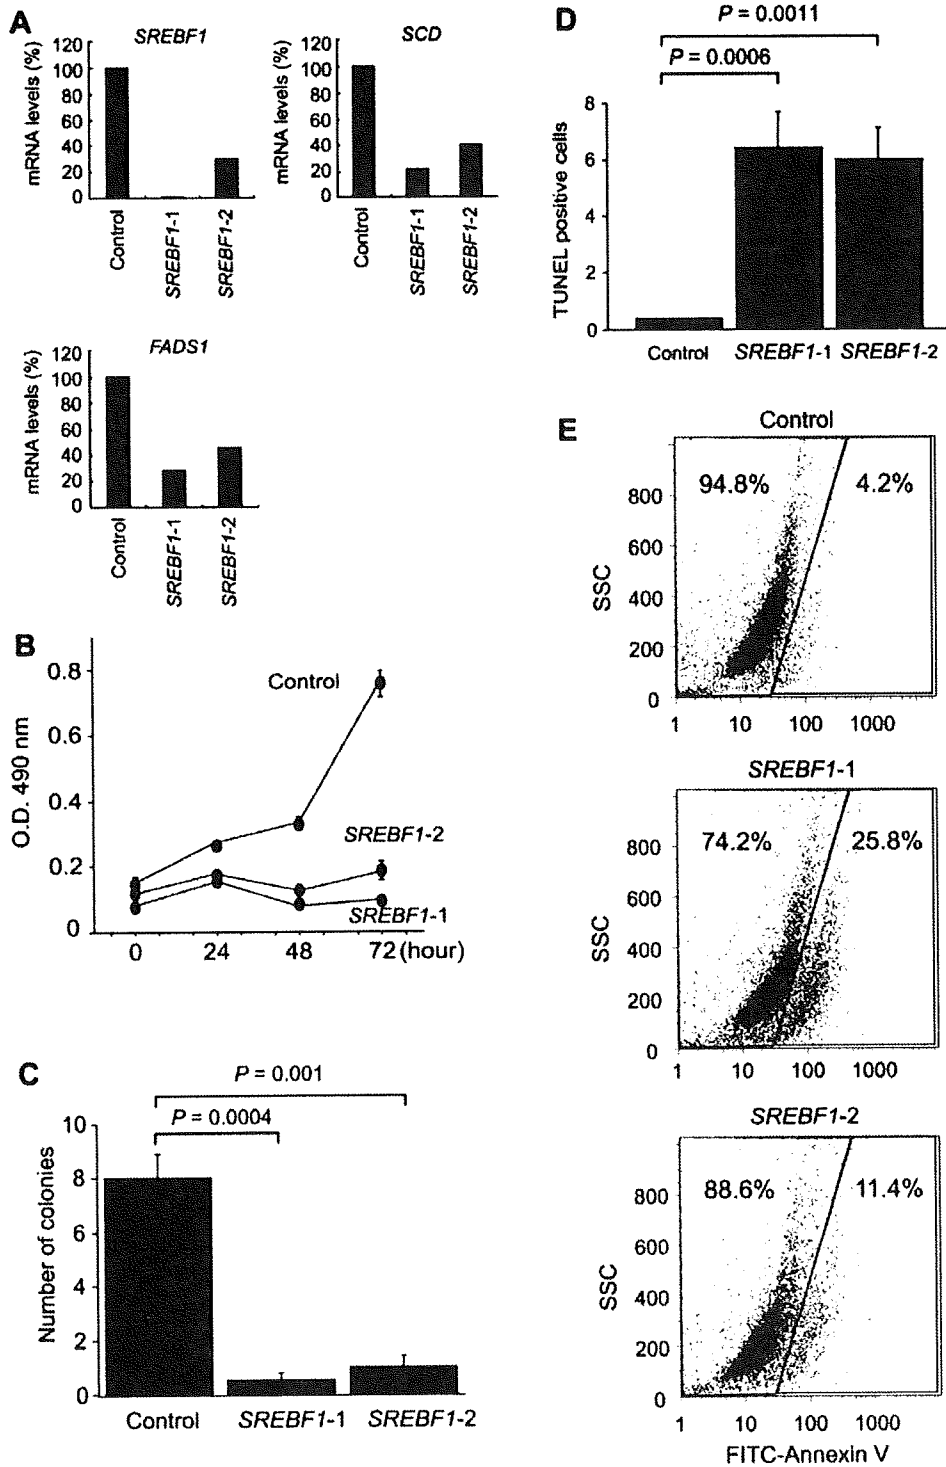 A
SREBF1
mRNA levels (%)
120
100
80
60
40
20
0
Control
SREBF1-1
SREBF1-2
SCD
mRNA levels (%)
120
100
80
60
40
20
0
Control
SREBF1-1
SREBF1-2
FADS1
mRNA levels (%)
120
100
80
60
40
20
0
Control
SREBF1-1
SREBF1-2
B
O.D. 490 nm
0.8
0.6
0.4
0.2
0
Control
SREBF1-2
SREBF1-1
0 24 48 72 (hour)
C
P = 0.001
P = 0.0004
Number of colonies
10
8
6
4
2
0
Control SREBF1-1 SREBF1-2
D
P = 0.0011
P = 0.0006
TUNEL positive cells
8
6
4
2
0
Control SREBF1-1 SREBF1-2
E
Control
94.8% 4.2%
SSC
800
600
400
200
0
1 10 100 1000
SREBF1-1
74.2% 25.8%
SSC
800
600
400
200
0
1 10 100 1000
SREBF1-2
88.6% 11.4%
SSC
800
600
400
200
0
1 10 100 1000
FITC-Annexin V